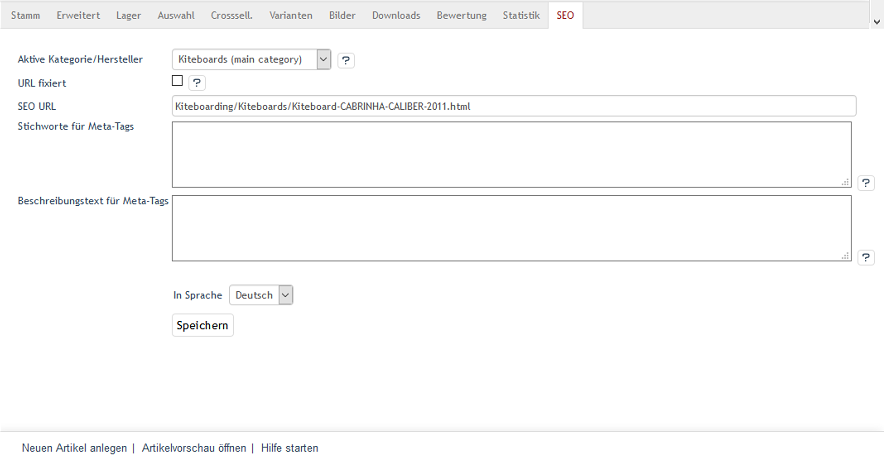 Stamm Erweitert Lager Auswahl Crosssell. Varianten Bilder Downloads Bewertung Statistik SEO
Aktive Kategorie/Hersteller Kiteboards (main category) ?
URL fixiert ?
SEO URL Kiteboarding/Kiteboards/Kiteboard-CABRINHA-CALIBER-2011.html
Stichworte für Meta-Tags
?
Beschreibungstext für Meta-Tags
?
In Sprache Deutsch
Speichern
Neuen Artikel anlegen | Artikelvorschau öffnen | Hilfe starten